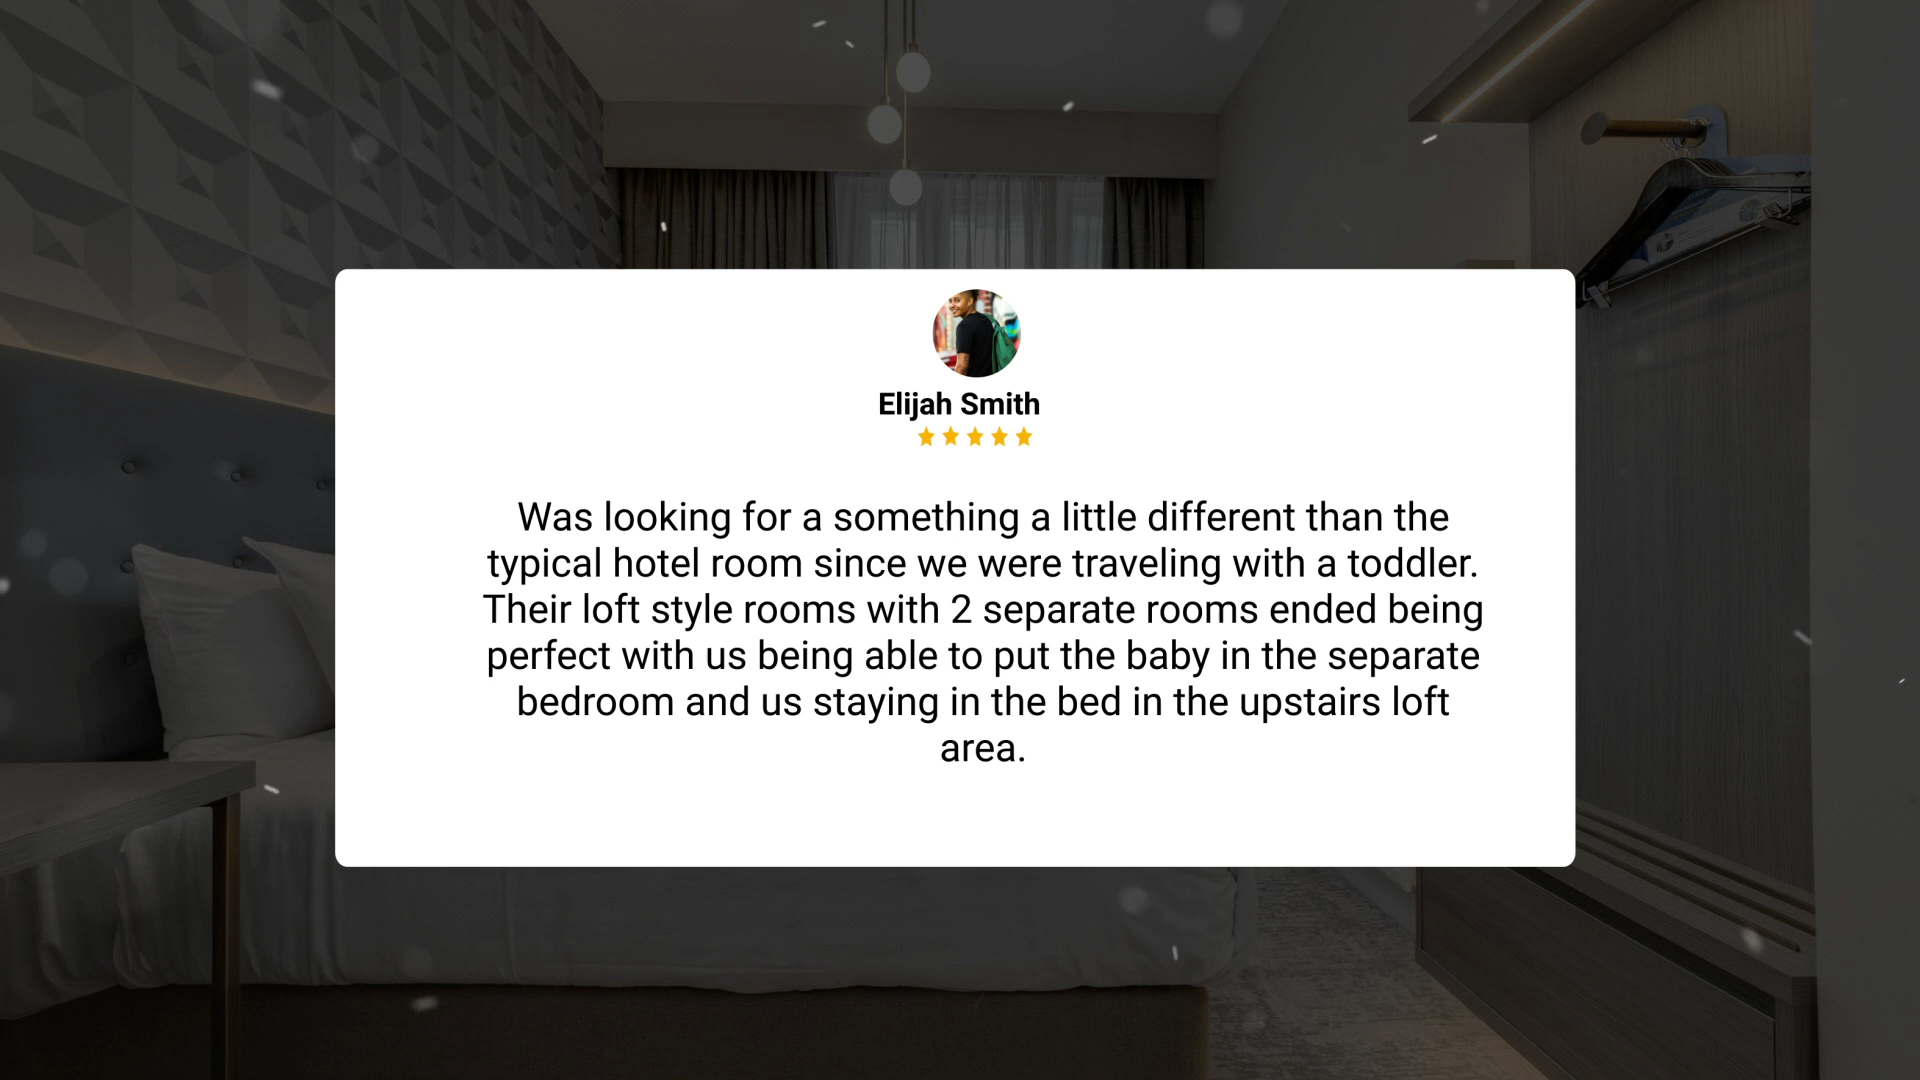 Elijah Smith
Was looking for a something a little different than the
typical hotel room since we were traveling with a toddler.
Their loft style rooms with 2 separate rooms ended being
perfect with us being able to put the baby in the separate
bedroom and us staying in the bed in the upstairs loft
area.